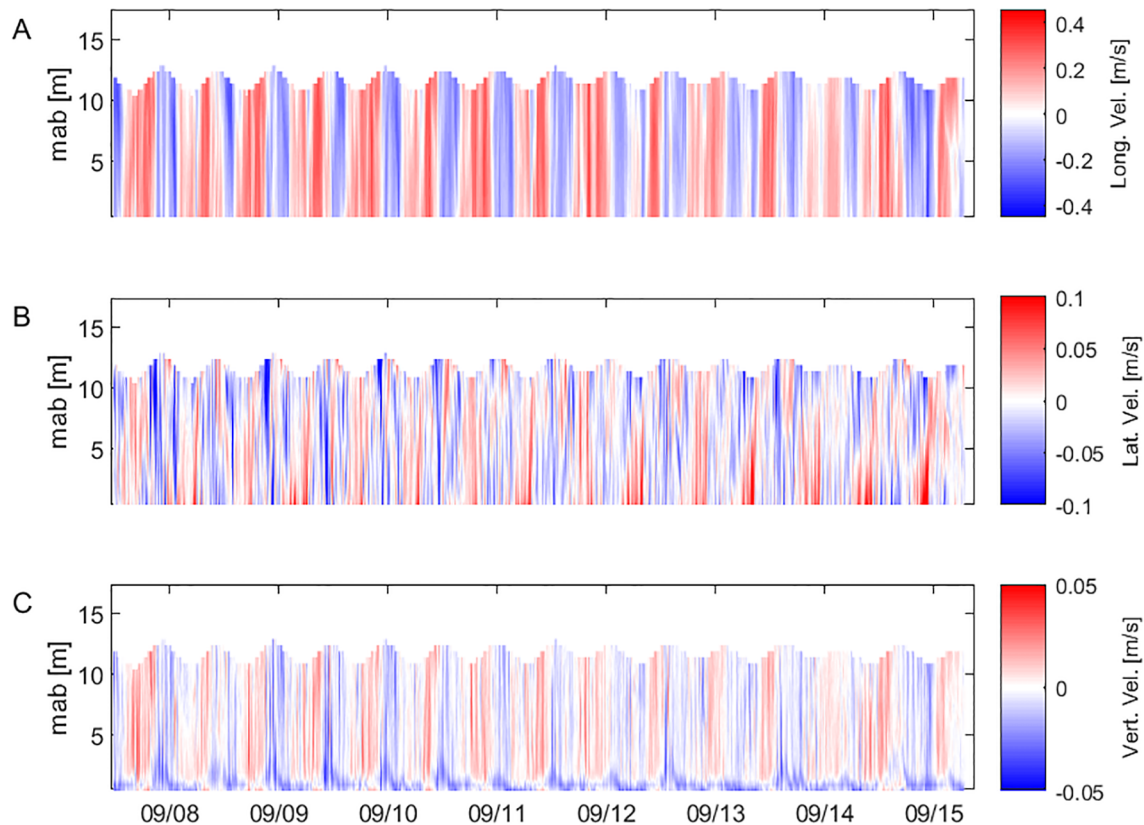 A
mab [m]
15
10
5
0.4
0.2
0
-0.2
-0.4
Long. Vel. [m/s]
B
mab [m]
15
10
5
0.1
0.05
0
-0.05
-0.1
Lat. Vel. [m/s]
C
mab [m]
15
10
5
0.05
0
-0.05
Vert. Vel. [m/s]
09/08 09/09 09/10 09/11 09/12 09/13 09/14 09/15